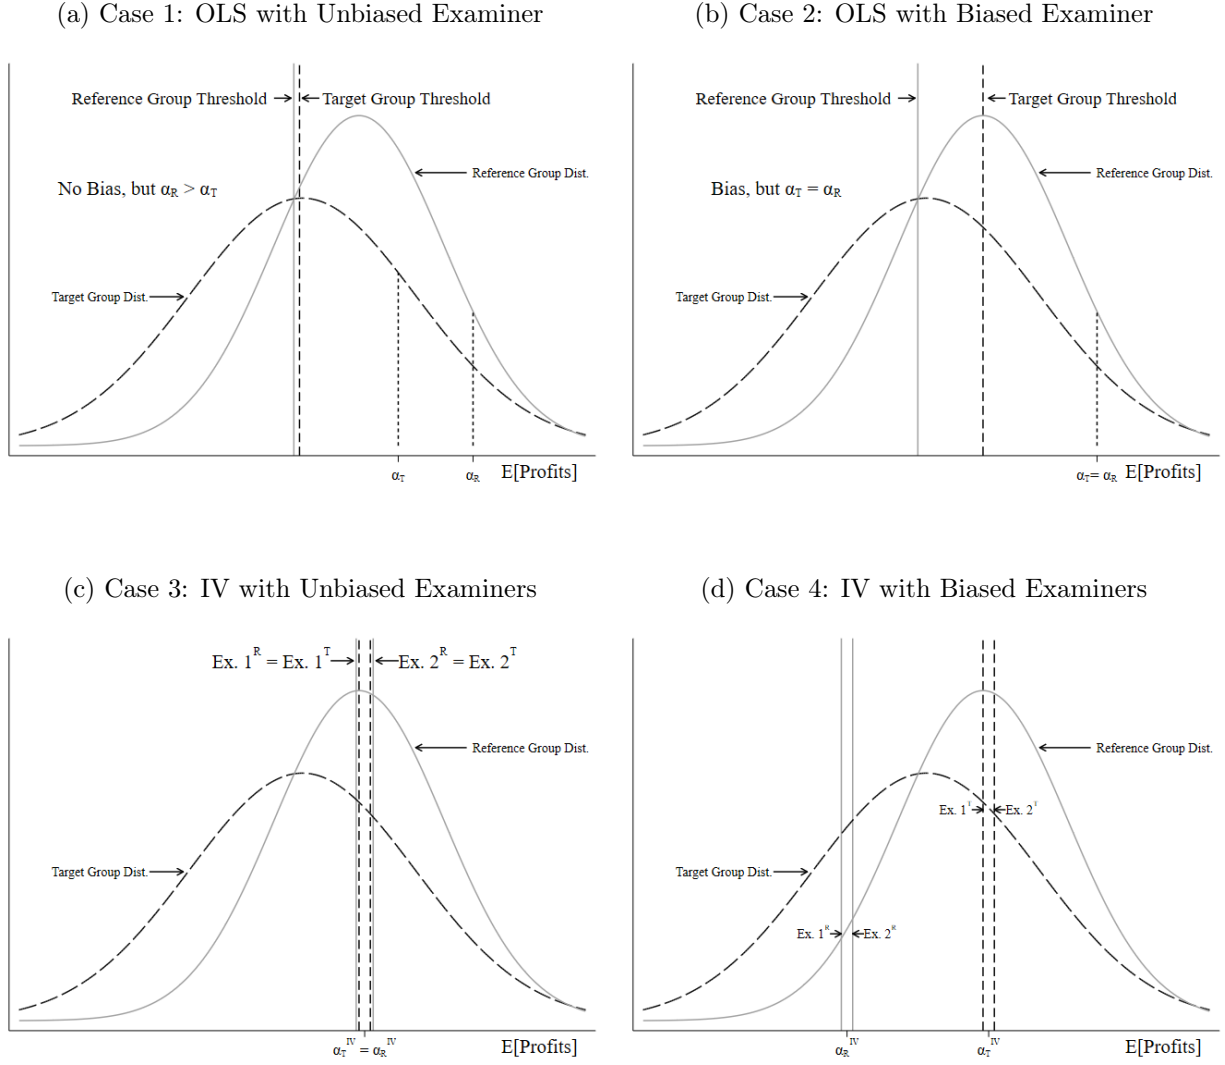 (a) Case 1: OLS with Unbiased Examiner
Reference Group Threshold
Target Group Threshold
Reference Group Dist.
No Bias, but αR > αT
Target Group Dist.
αT
αR
E[Profits]
(b) Case 2: OLS with Biased Examiner
Reference Group Threshold
Target Group Threshold
Reference Group Dist.
Bias, but αT = αR
Target Group Dist.
αT= αR
E[Profits]
(c) Case 3: IV with Unbiased Examiners
Ex. 1R = Ex. 1T
Ex. 2R = Ex. 2T
Reference Group Dist.
Target Group Dist.
αTIV = αRIV
E[Profits]
(d) Case 4: IV with Biased Examiners
Reference Group Dist.
Ex. 1T
Ex. 2T
Target Group Dist.
Ex. 1R
Ex. 2R
αRIV
αTIV
E[Profits]